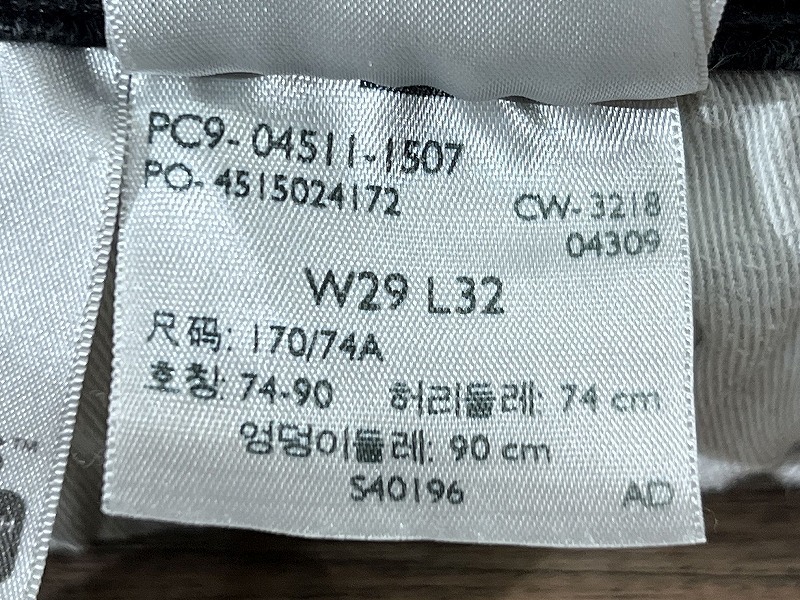 PC9-04511-1507
PO-4515024172
CW-3218
04309
W29 L32
尺码: 170/74A
호칭: 74-90 허리둘레: 74 cm
엉덩이둘레: 90 cm
S40196 AD
TM